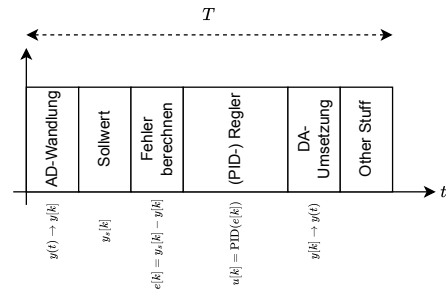 T
AD-Wandlung
Sollwert
Fehler
berechnen
(PID-) Regler
DA-
Umsetzung
Other Stuff
t
y(t) → y[k]
y_s[k]
e[k] = y_s[k] − y[k]
u[k] = PID(e[k])
y[k] → y(t)